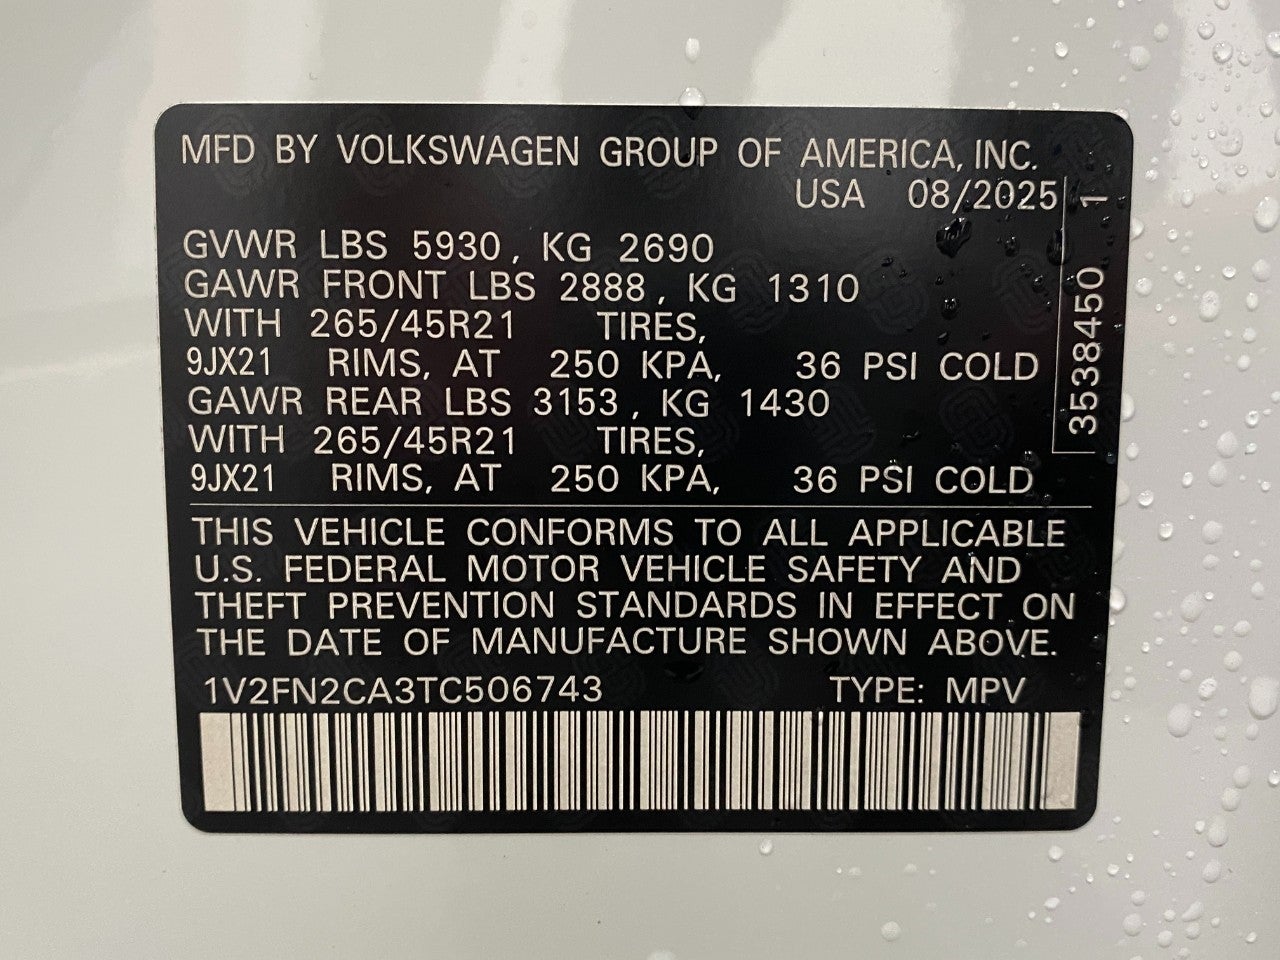 MFD BY VOLKSWAGEN GROUP OF AMERICA, INC.
USA 08/2025
GVWR LBS 5930, KG 2690
GAWR FRONT LBS 2888, KG 1310
WITH 265/45R21 TIRES,
9JX21 RIMS, AT 250 KPA, 36 PSI COLD
GAWR REAR LBS 3153, KG 1430
WITH 265/45R21 TIRES,
9JX21 RIMS, AT 250 KPA, 36 PSI COLD
3538450 1
THIS VEHICLE CONFORMS TO ALL APPLICABLE
U.S. FEDERAL MOTOR VEHICLE SAFETY AND
THEFT PREVENTION STANDARDS IN EFFECT ON
THE DATE OF MANUFACTURE SHOWN ABOVE.
1V2FN2CA3TC506743 TYPE: MPV